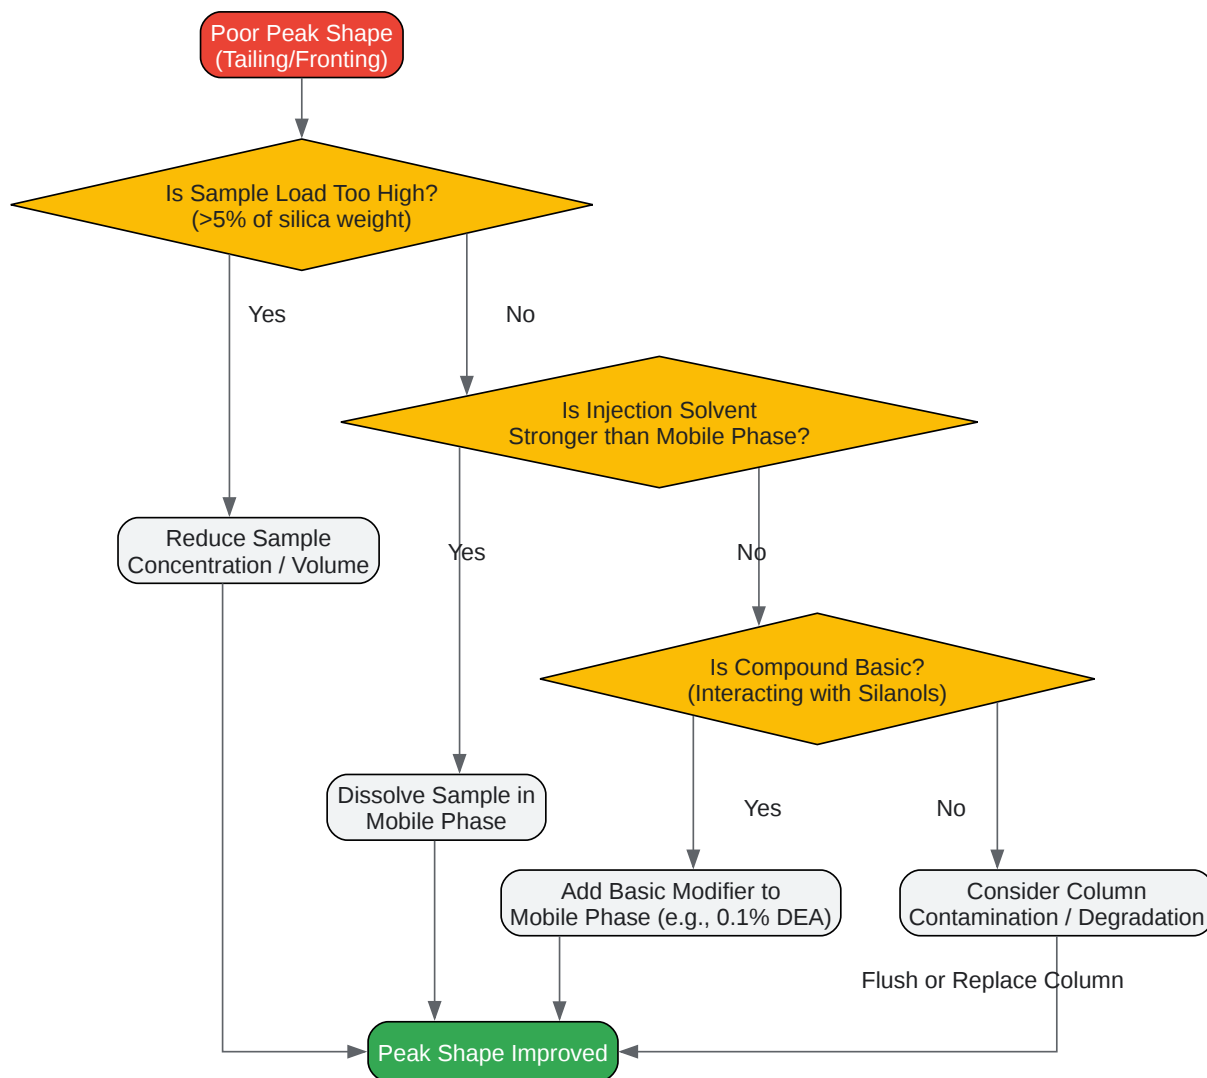 Poor Peak Shape
(Tailing/Fronting)
Is Sample Load Too High?
(>5% of silica weight)
Yes
No
Is Injection Solvent
Stronger than Mobile Phase?
Reduce Sample
Concentration / Volume
Yes
No
Is Compound Basic?
(Interacting with Silanols)
Dissolve Sample in
Mobile Phase
Yes
No
Add Basic Modifier to
Mobile Phase (e.g., 0.1% DEA)
Consider Column
Contamination / Degradation
Flush or Replace Column
Peak Shape Improved